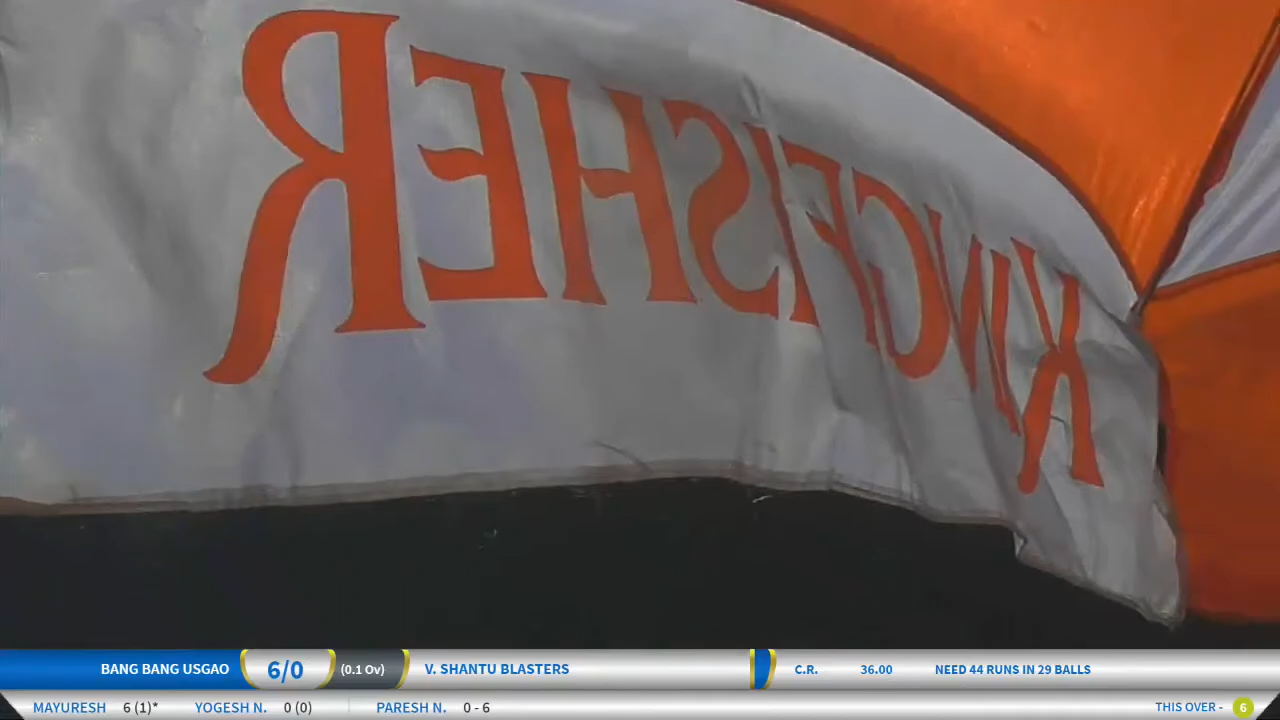 KINGFISHER
BANG BANG USGAO 6/0 (0.1 Ov) V. SHANTU BLASTERS C.R. 36.00 NEED 44 RUNS IN 29 BALLS
MAYURESH 6 (1)* YOGESH N. 0 (0) PARESH N. 0 - 6 THIS OVER - 6